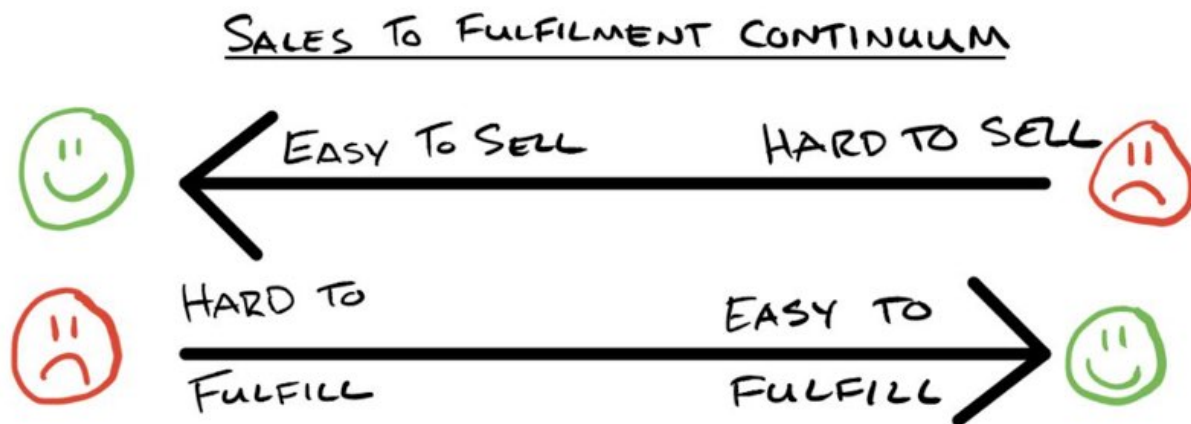 SALES TO FULFILMENT CONTINUUM
EASY TO SELL
HARD TO SELL
HARD TO
FULFILL
EASY TO
FULFILL